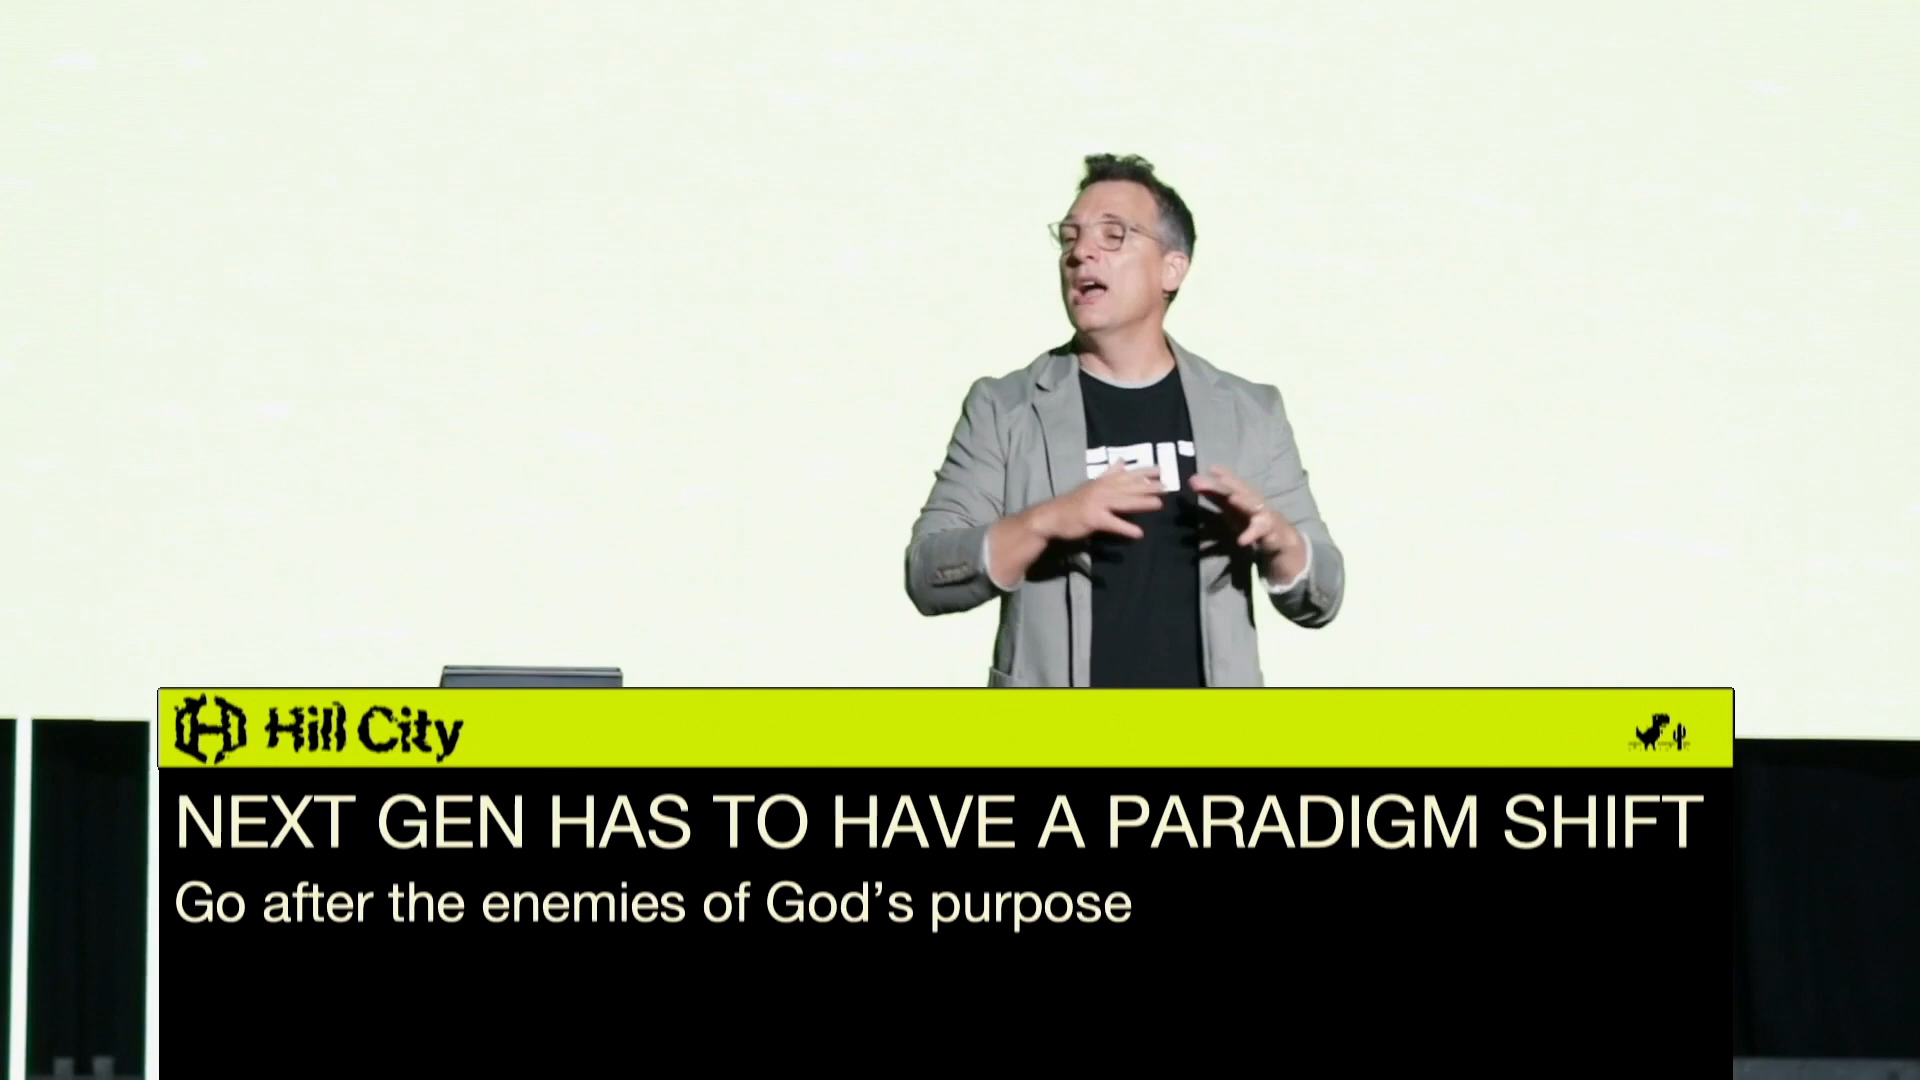 Hill City
NEXT GEN HAS TO HAVE A PARADIGM SHIFT
Go after the enemies of God’s purpose